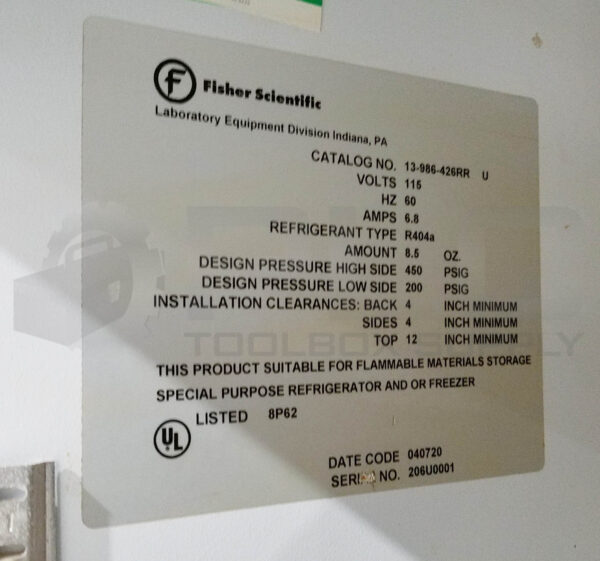 Fisher Scientific
Laboratory Equipment Division Indiana, PA
CATALOG NO. 13-986-426RR U
VOLTS 115
HZ 60
AMPS 6.8
REFRIGERANT TYPE R404a
AMOUNT 8.5 OZ.
DESIGN PRESSURE HIGH SIDE 450 PSIG
DESIGN PRESSURE LOW SIDE 200 PSIG
INSTALLATION CLEARANCES: BACK 4 INCH MINIMUM
SIDES 4 INCH MINIMUM
TOP 12 INCH MINIMUM
TOOLBOX SUPPLY
THIS PRODUCT SUITABLE FOR FLAMMABLE MATERIALS STORAGE
SPECIAL PURPOSE REFRIGERATOR AND OR FREEZER
UL LISTED 8P62
DATE CODE 040720
SERIAL NO. 206U0001